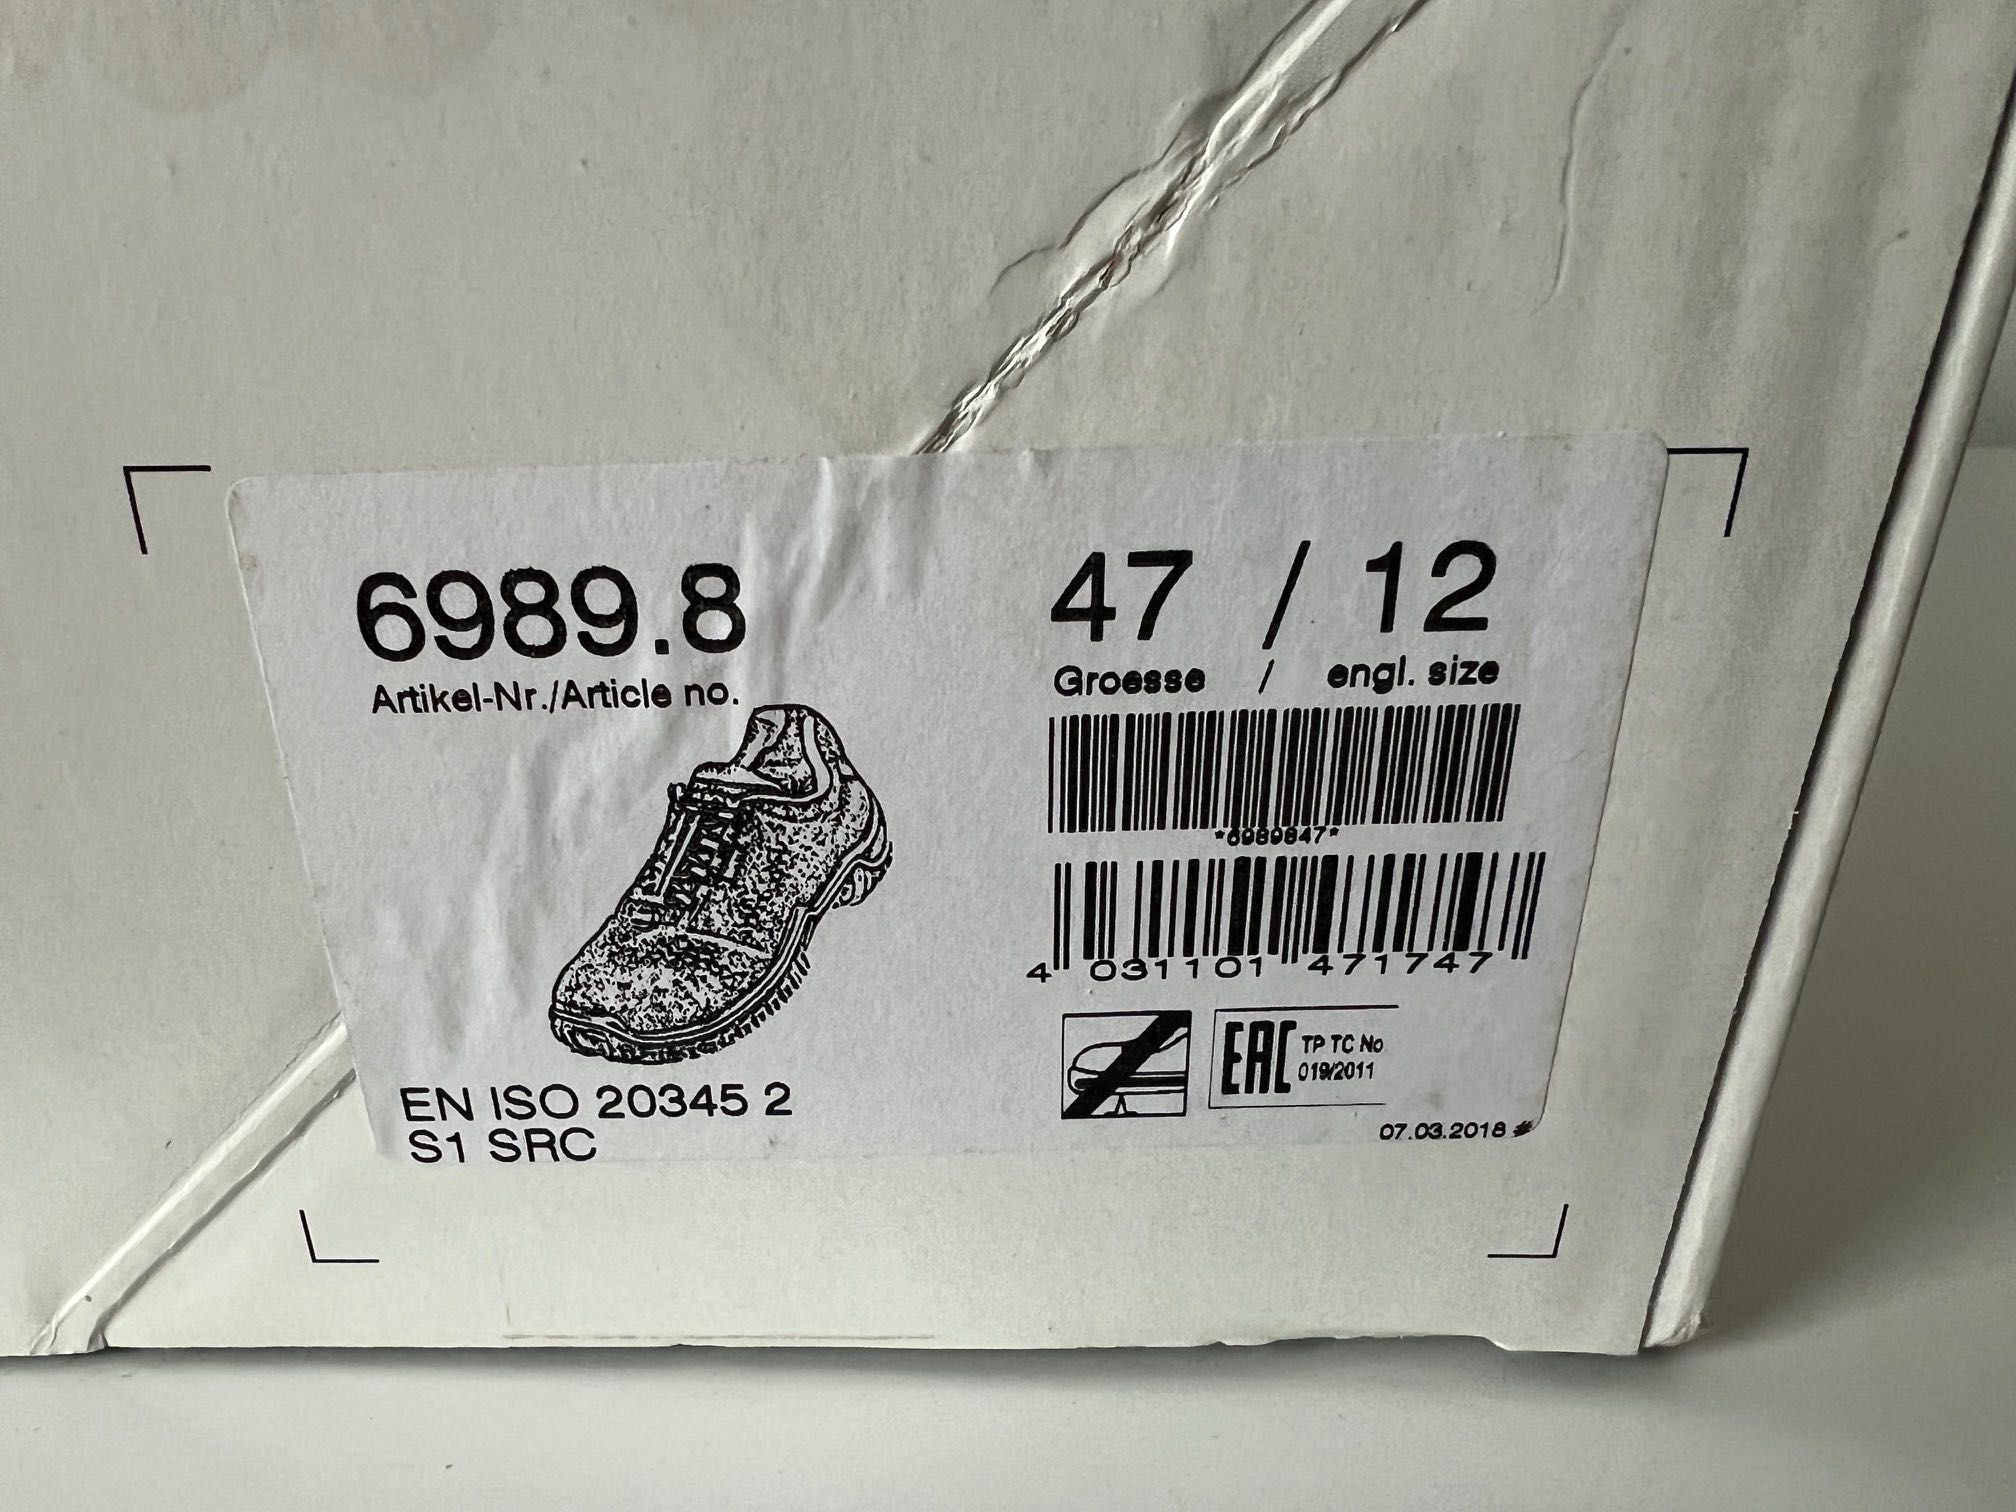 6989.8
Artikel-Nr./Article no.
47 / 12
Groesse / engl. size
*6989847*
4 031101 471747
EAC TP TC No
019/2011
EN ISO 20345 2
S1 SRC
07.03.2018 #